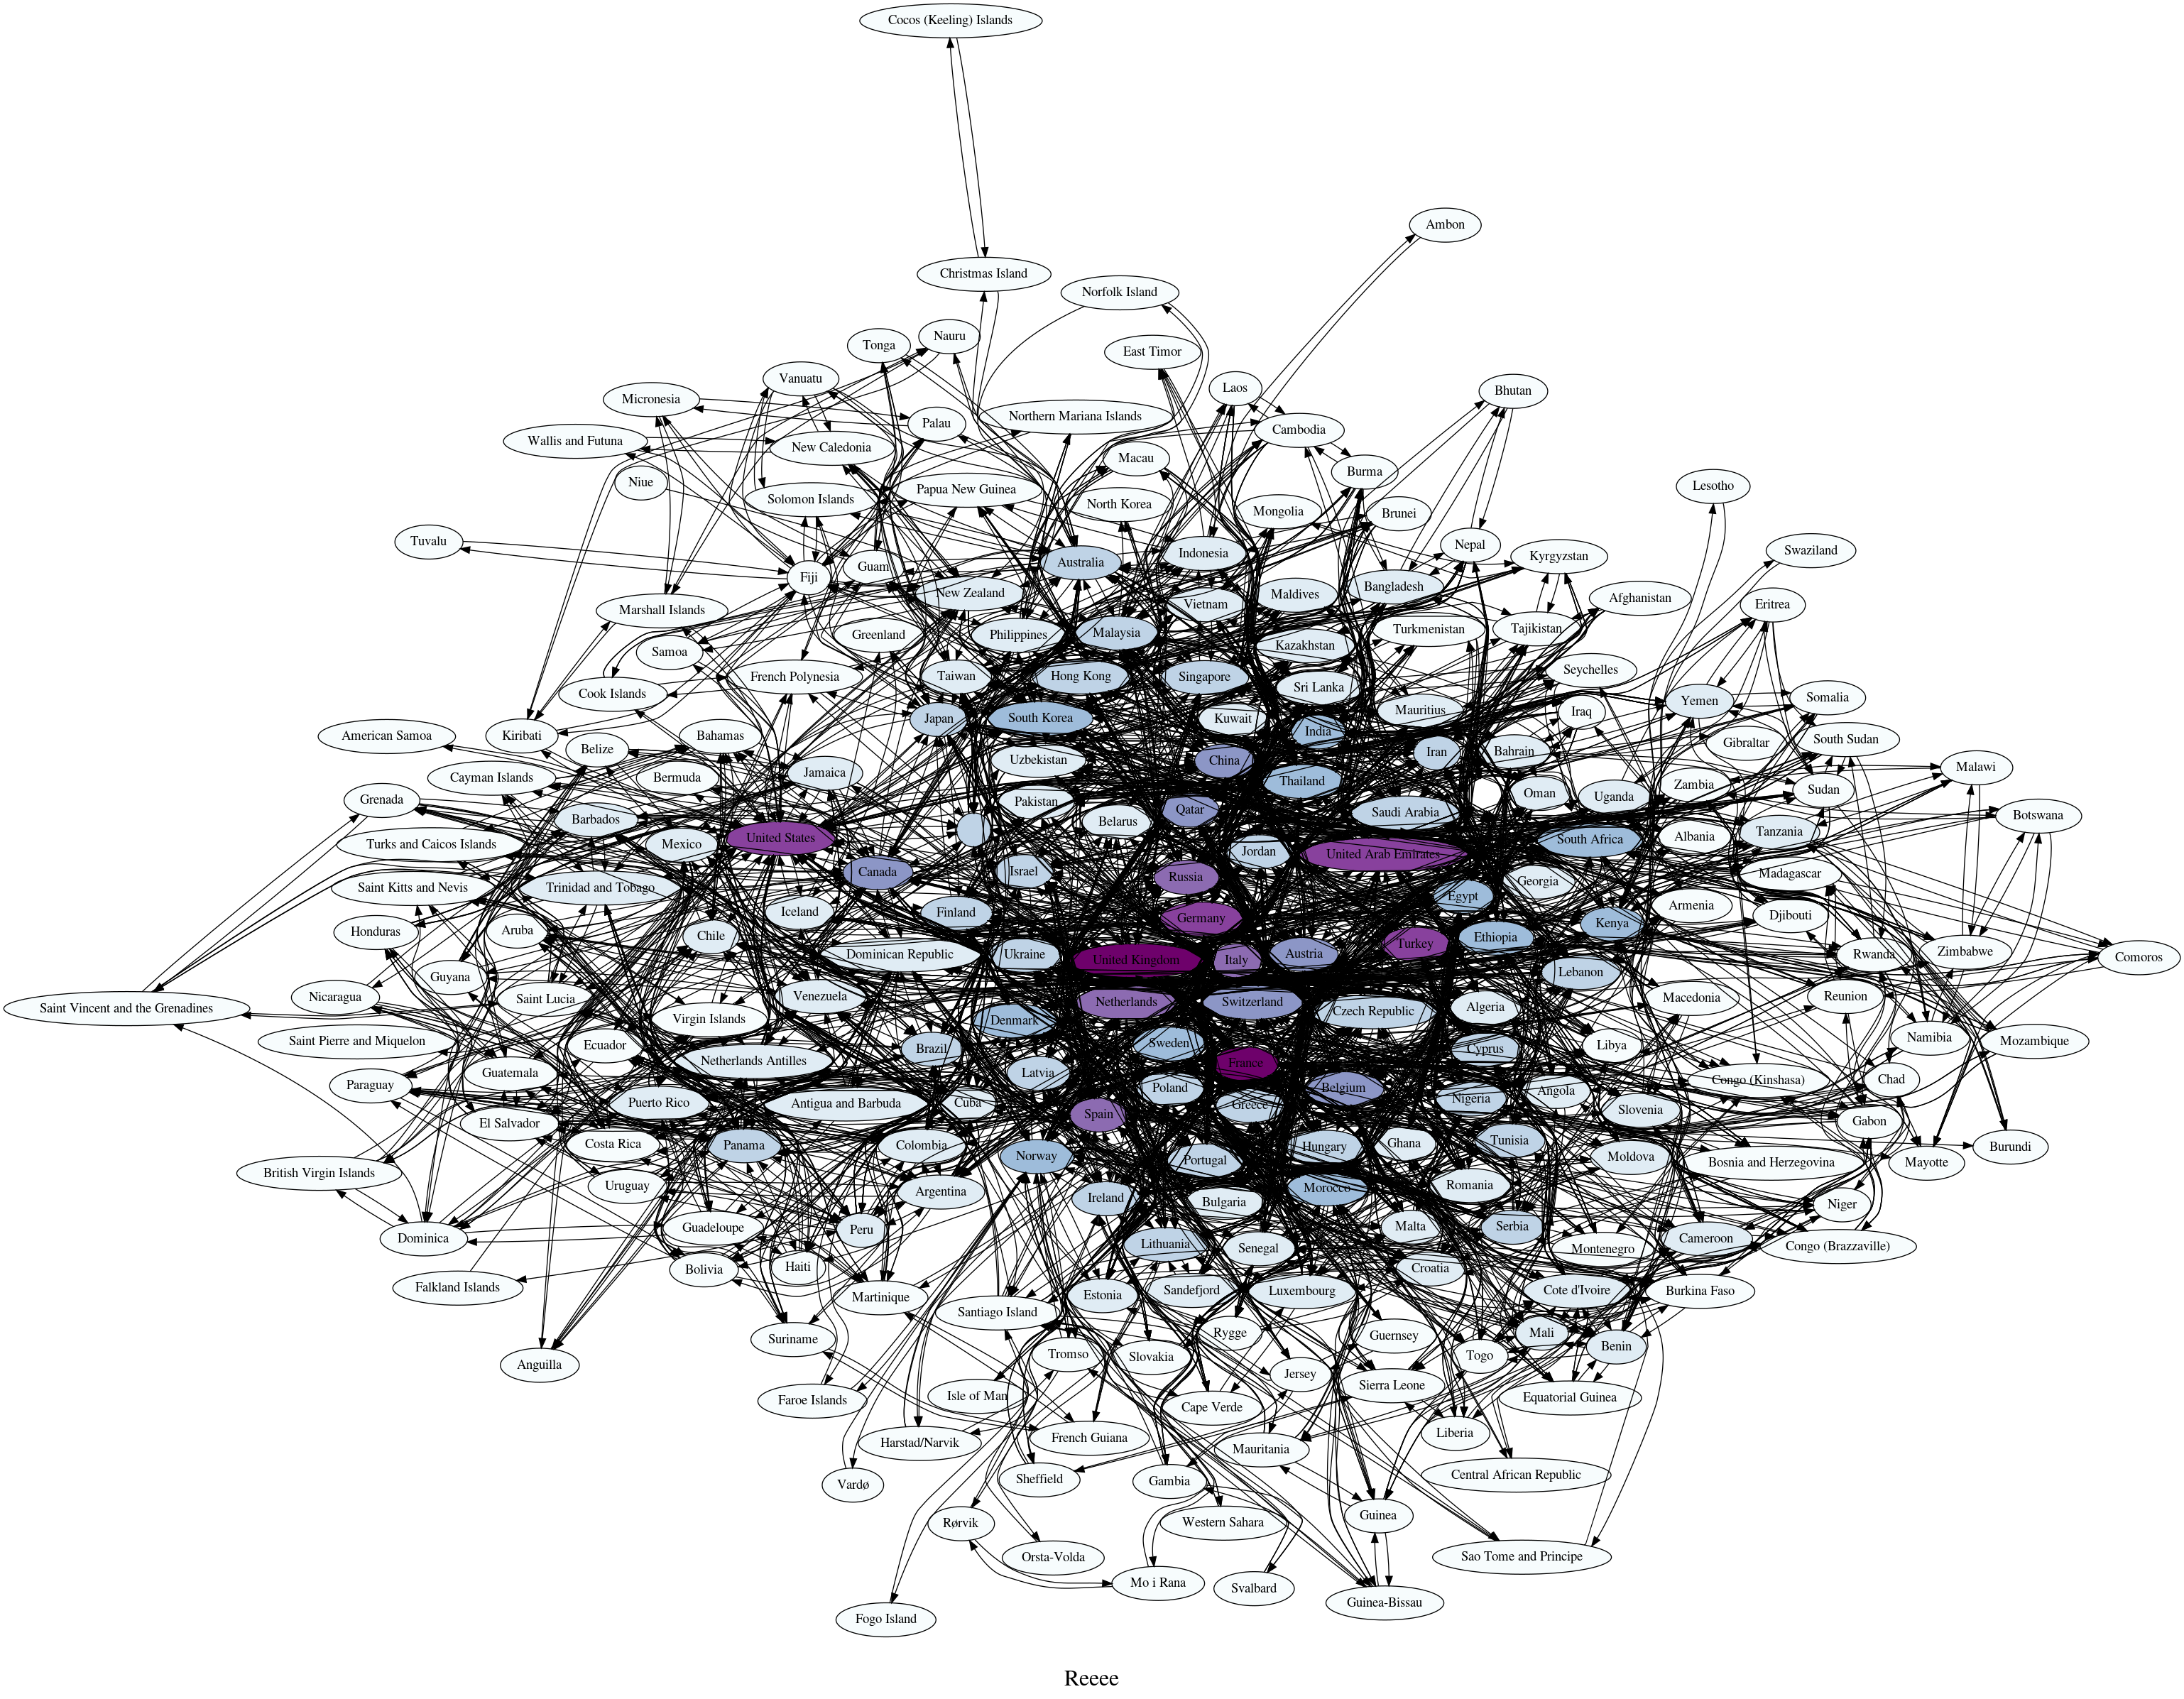 Cocos (Keeling) Islands
Ambon
Christmas Island
Norfolk Island
Nauru
Tonga
East Timor
Vanuatu
Laos
Bhutan
Micronesia
Northern Mariana Islands
Palau
Cambodia
Wallis and Futuna
New Caledonia
Macau
Burma
Niue
Papua New Guinea
Lesotho
Solomon Islands
North Korea
Mongolia
Brunei
Tuvalu
Nepal
Swaziland
Indonesia
Kyrgyzstan
Australia
Guam
Fiji
Bangladesh
New Zealand
Maldives
Afghanistan
Vietnam
Eritrea
Marshall Islands
Greenland
Philippines
Malaysia
Turkmenistan
Tajikistan
Kazakhstan
Samoa
Seychelles
French Polynesia
Taiwan
Hong Kong
Singapore
Sri Lanka
Cook Islands
Somalia
Yemen
Mauritius
Iraq
Japan
South Korea
Kuwait
India
American Samoa
Kiribati
Bahamas
South Sudan
Gibraltar
Belize
Iran
Bahrain
Uzbekistan
China
Malawi
Cayman Islands
Bermuda
Jamaica
Thailand
Zambia
Sudan
Oman
Uganda
Grenada
Pakistan
Qatar
Saudi Arabia
Botswana
Barbados
Belarus
Tanzania
United States
South Africa
Albania
Turks and Caicos Islands
Mexico
Jordan
United Arab Emirates
Canada
Israel
Russia
Madagascar
Saint Kitts and Nevis
Trinidad and Tobago
Georgia
Egypt
Iceland
Finland
Germany
Armenia
Djibouti
Honduras
Aruba
Chile
Turkey
Ethiopia
Kenya
Guyana
Dominican Republic
Ukraine
United Kingdom
Italy
Austria
Rwanda
Zimbabwe
Comoros
Lebanon
Nicaragua
Saint Lucia
Venezuela
Macedonia
Reunion
Saint Vincent and the Grenadines
Netherlands
Switzerland
Algeria
Czech Republic
Virgin Islands
Denmark
Saint Pierre and Miquelon
Ecuador
Brazil
Sweden
Cyprus
Libya
Namibia
Mozambique
Netherlands Antilles
France
Guatemala
Latvia
Paraguay
Poland
Belgium
Angola
Congo (Kinshasa)
Chad
Puerto Rico
Antigua and Barbuda
Cuba
Greece
Nigeria
Slovenia
Spain
El Salvador
Gabon
Costa Rica
Panama
Colombia
Hungary
Ghana
Tunisia
Burundi
British Virgin Islands
Norway
Portugal
Moldova
Bosnia and Herzegovina
Mayotte
Uruguay
Argentina
Morocco
Romania
Ireland
Bulgaria
Niger
Guadeloupe
Peru
Malta
Serbia
Dominica
Lithuania
Senegal
Montenegro
Cameroon
Congo (Brazzaville)
Bolivia
Haiti
Croatia
Falkland Islands
Martinique
Estonia
Sandefjord
Luxembourg
Cote d'Ivoire
Burkina Faso
Santiago Island
Suriname
Rygge
Guernsey
Mali
Benin
Anguilla
Tromso
Slovakia
Togo
Jersey
Sierra Leone
Faroe Islands
Isle of Man
Cape Verde
Equatorial Guinea
Harstad/Narvik
French Guiana
Mauritania
Liberia
Vardø
Sheffield
Gambia
Central African Republic
Rørvik
Western Sahara
Guinea
Orsta-Volda
Sao Tome and Principe
Mo i Rana
Svalbard
Guinea-Bissau
Fogo Island
Reeee